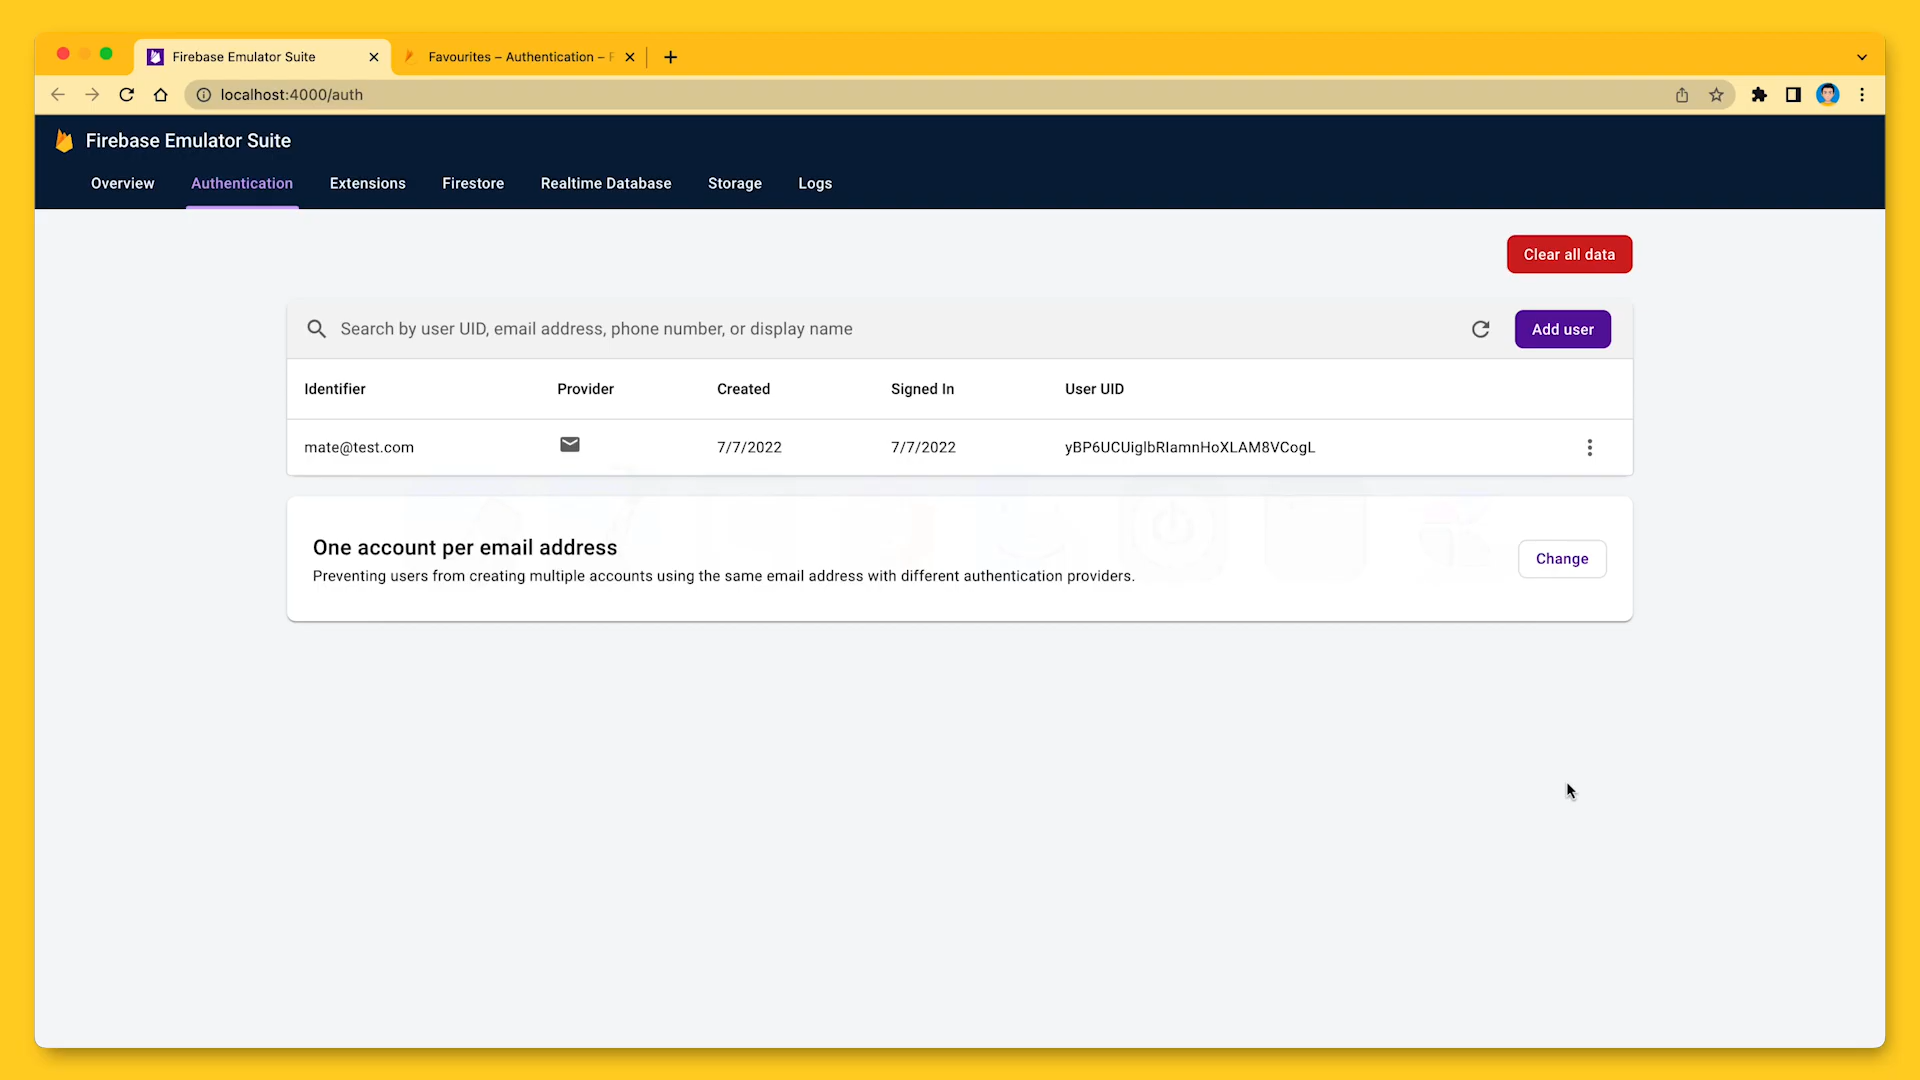 Firebase Emulator Suite
Favourites – Authentication –
localhost:4000/auth
Firebase Emulator Suite
Overview Authentication Extensions Firestore Realtime Database Storage Logs
Clear all data
Search by user UID, email address, phone number, or display name
Add user
Identifier Provider Created Signed In User UID
mate@test.com 7/7/2022 7/7/2022 yBP6UCUiglbRIamnHoXLAM8VCogL
One account per email address
Preventing users from creating multiple accounts using the same email address with different authentication providers.
Change